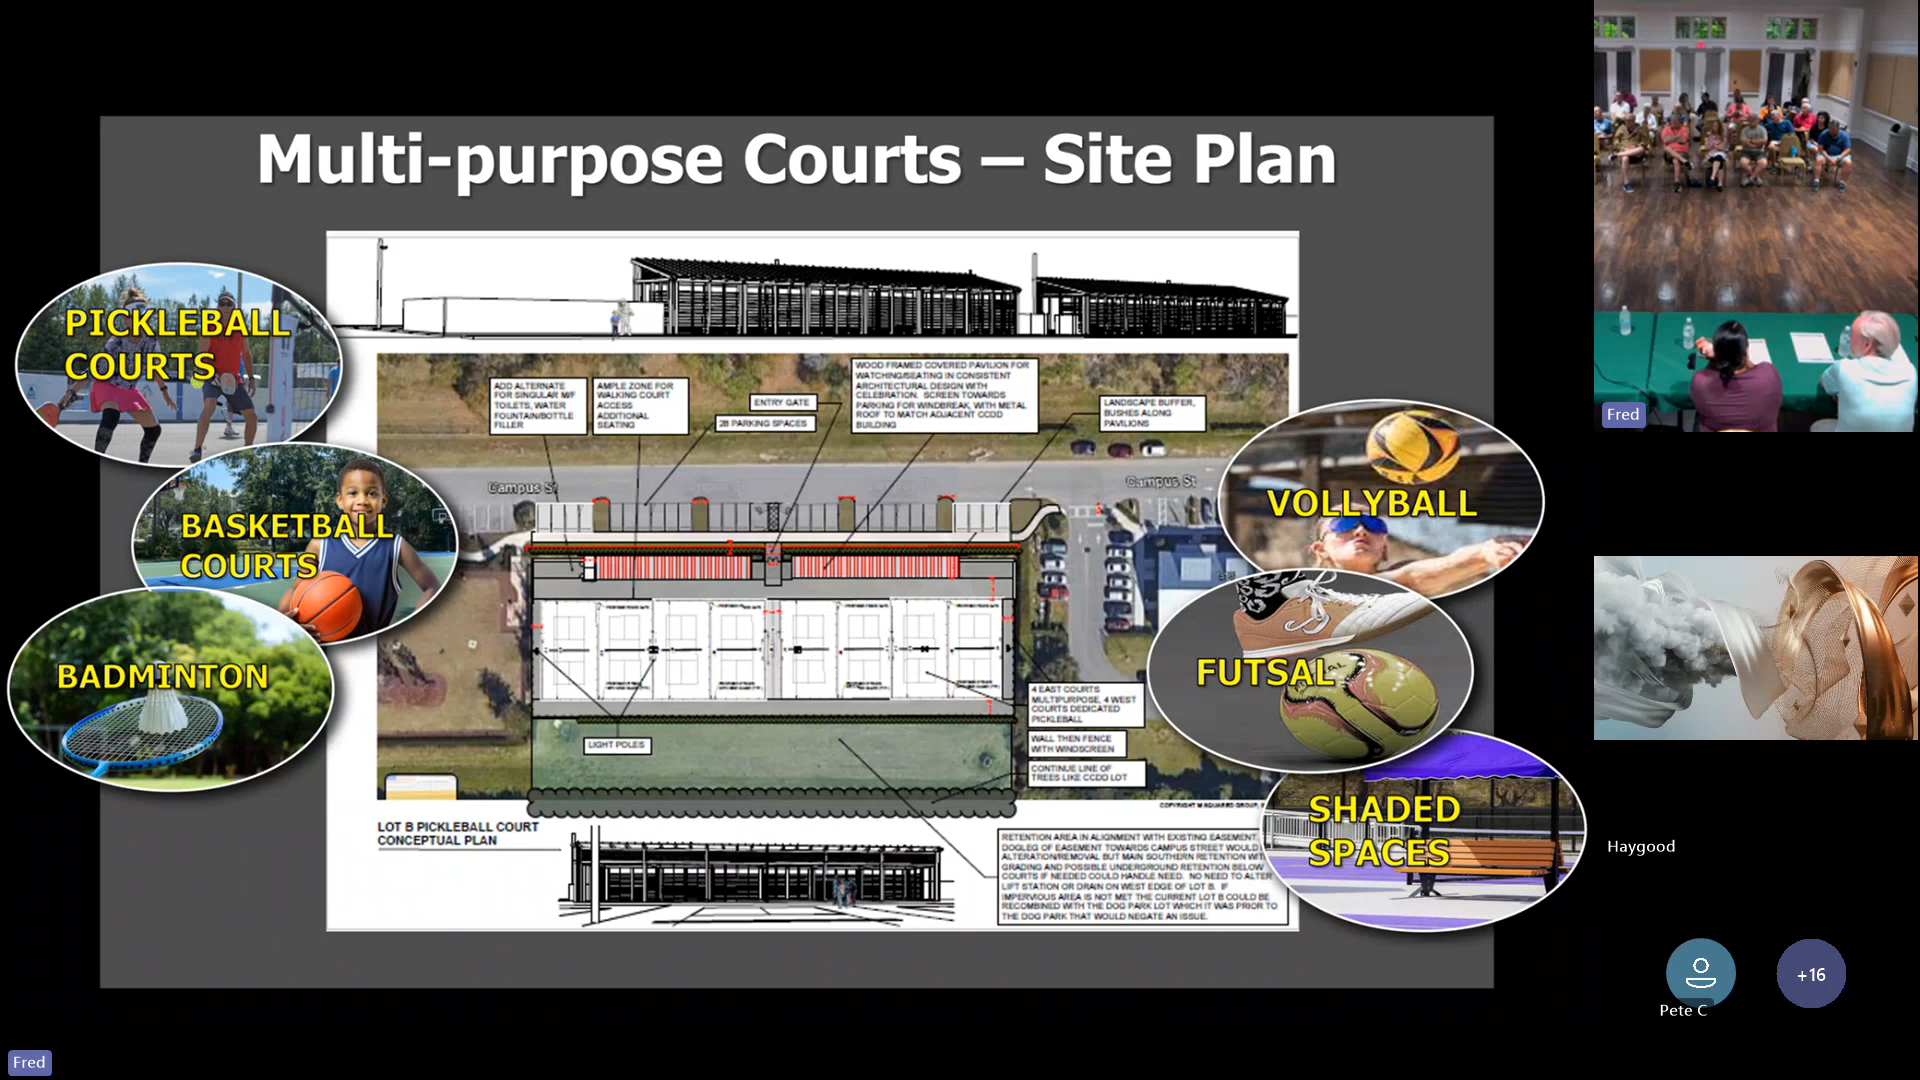 Multi-purpose Courts – Site Plan
PICKLEBALL
COURTS
BASKETBALL
COURTS
BADMINTON
VOLLYBALL
FUTSAL
SHADED
SPACES
ADD ALTERNATE
FOR SINGULAR M/F
TOILETS, WATER
FOUNTAIN/BOTTLE
FILLER
AMPLE ZONE FOR
WALKING COURT
ACCESS
ADDITIONAL
SEATING
28 PARKING SPACES
ENTRY GATE
WOOD FRAMED COVERED PAVILION FOR
WATCHING/SEATING IN CONSISTENT
ARCHITECTURAL DESIGN WITH
CELEBRATION. SCREEN TOWARDS
PARKING FOR WINDBREAK, WITH METAL
ROOF TO MATCH ADJACENT CCDD
BUILDING
LANDSCAPE BUFFER,
BUSHES ALONG
PAVILIONS
Campus St
Campus St
4 EAST COURTS
MULTIPURPOSE, 4 WEST
COURTS DEDICATED
PICKLEBALL
WALL THEN FENCE
WITH WINDSCREEN
CONTINUE LINE OF
TREES LIKE CCDD LOT
LIGHT POLES
COPYRIGHT M SQUARED GROUP,
LOT B PICKLEBALL COURT
CONCEPTUAL PLAN
RETENTION AREA IN ALIGNMENT WITH EXISTING EASEMENT.
DOGLEG OF EASEMENT TOWARDS CAMPUS STREET WOULD
ALTERATION/REMOVAL BUT MAIN SOUTHERN RETENTION WITH
GRADING AND POSSIBLE UNDERGROUND RETENTION BELOW
COURTS IF NEEDED COULD HANDLE NEED. NO NEED TO ALTER
LIFT STATION OR DRAIN ON WEST EDGE OF LOT B. IF
IMPERVIOUS AREA IS NOT MET THE CURRENT LOT B COULD BE
RECOMBINED WITH THE DOG PARK LOT WHICH IT WAS PRIOR TO
THE DOG PARK THAT WOULD NEGATE AN ISSUE.
Fred
Haygood
Pete C
+16
Fred